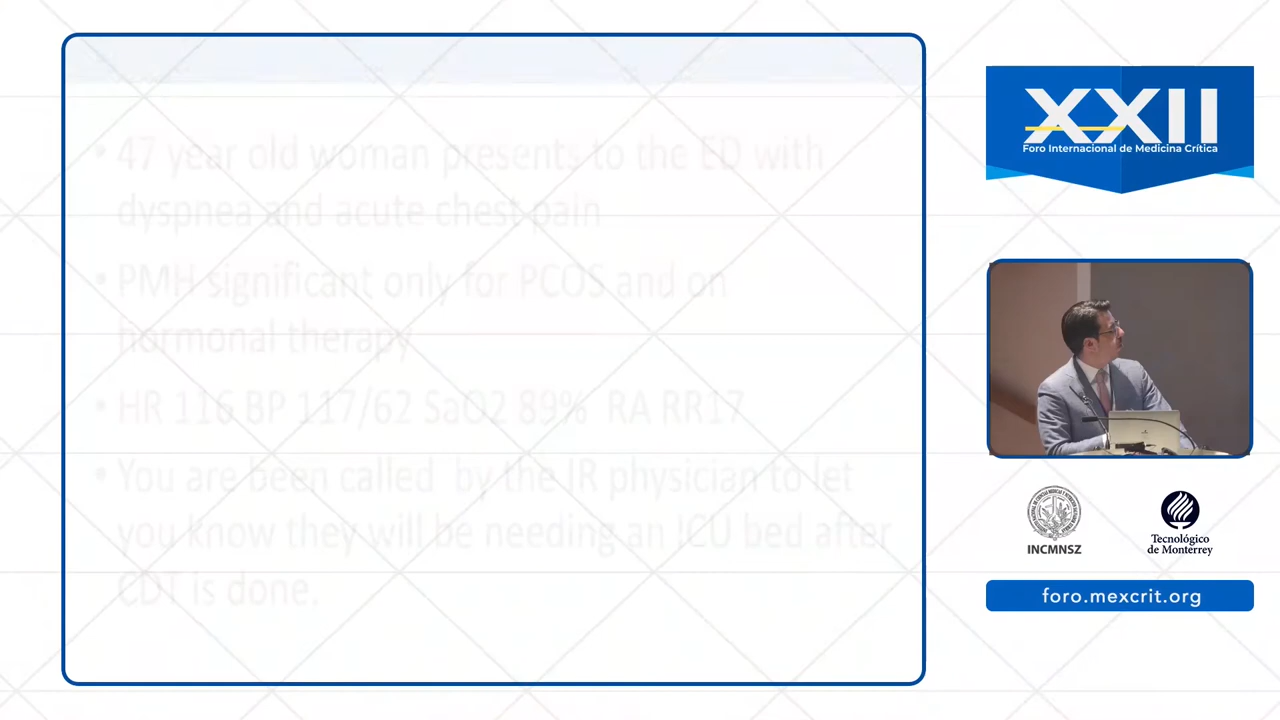 • 47 year old woman presents to the ED with
dyspnea and acute chest pain
• PMH significant only for PCOS and on
hormonal therapy
• HR 116 BP 117/62 SaO2 89% RA RR17
• You are been called by the IR physician to let
you know they will be needing an ICU bed after
CDT is done.
XXII
Foro Internacional de Medicina Crítica
INCMNSZ
Tecnológico
de Monterrey
foro.mexcrit.org